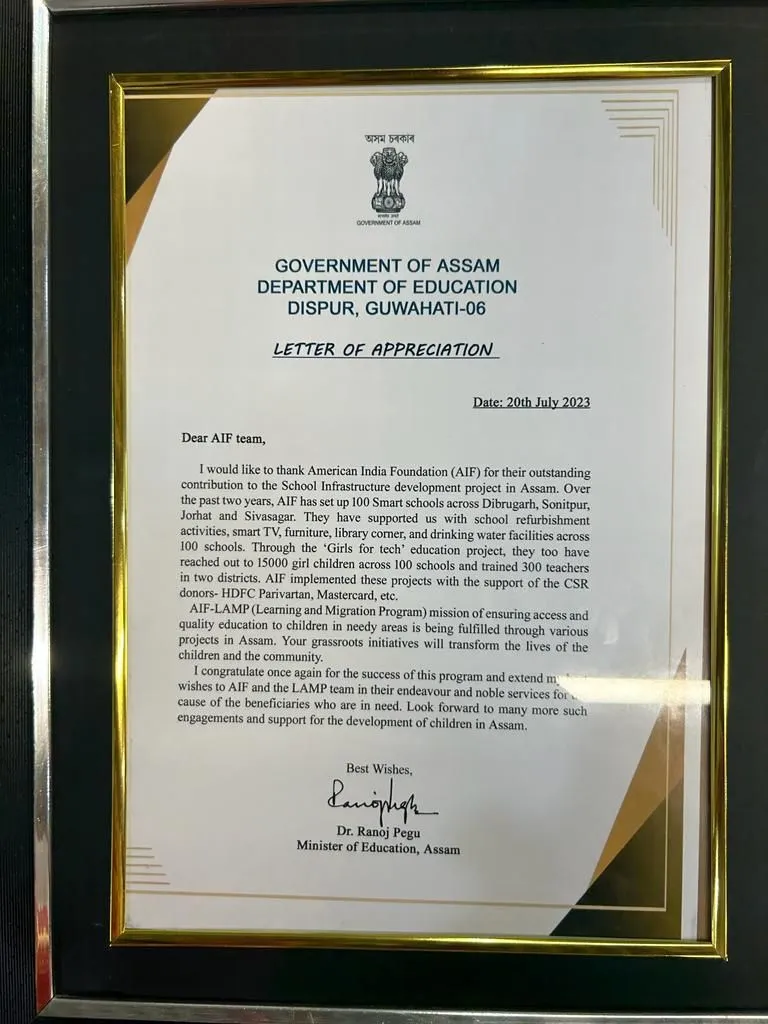 অসম চৰকাৰ
GOVERNMENT OF ASSAM
GOVERNMENT OF ASSAM
DEPARTMENT OF EDUCATION
DISPUR, GUWAHATI-06
LETTER OF APPRECIATION
Date: 20th July 2023
Dear AIF team,
I would like to thank American India Foundation (AIF) for their outstanding
contribution to the School Infrastructure development project in Assam. Over
the past two years, AIF has set up 100 Smart schools across Dibrugarh, Sonitpur,
Jorhat and Sivasagar. They have supported us with school refurbishment
activities, smart TV, furniture, library corner, and drinking water facilities across
100 schools. Through the ‘Girls for tech’ education project, they too have
reached out to 15000 girl children across 100 schools and trained 300 teachers
in two districts. AIF implemented these projects with the support of the CSR
donors- HDFC Parivartan, Mastercard, etc.
AIF-LAMP (Learning and Migration Program) mission of ensuring access and
quality education to children in needy areas is being fulfilled through various
projects in Assam. Your grassroots initiatives will transform the lives of the
children and the community.
I congratulate once again for the success of this program and extend
wishes to AIF and the LAMP team in their endeavour and noble services for
cause of the beneficiaries who are in need. Look forward to many more such
engagements and support for the development of children in Assam.
Best Wishes,
Dr. Ranoj Pegu
Minister of Education, Assam